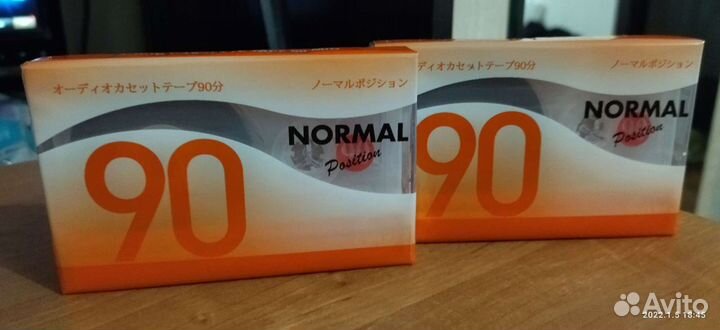 オーディオカセットテープ90分 ノーマルポジション
90
NORMAL
Position
ディオカセットテープ90分 ノーマルポジション
90
NORMAL
Position
2022.1.5 18:45
Avito